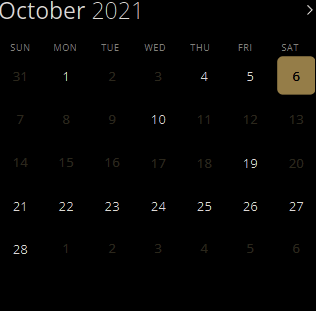 October 2021 >
SUN MON TUE WED THU FRI SAT
31 1 2 3 4 5 6
7 8 9 10 11 12 13
14 15 16 17 18 19 20
21 22 23 24 25 26 27
28 1 2 3 4 5 6